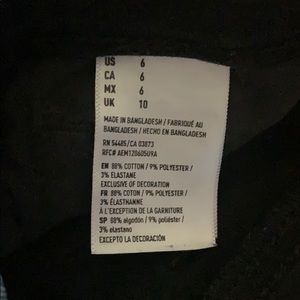 US 6
CA 6
MX 6
UK 10
MADE IN BANGLADESH / FABRIQUÉ AU
BANGLADESH / HECHO EN BANGLADESH
RN 54485/CA 03873
RFC# AEM120605U9A
EN 88% COTTON / 9% POLYESTER /
3% ELASTANE
EXCLUSIVE OF DECORATION
FR 88% COTON / 9% POLYESTER /
3% ÉLASTHANNE
À L'EXCEPTION DE LA GARNITURE
SP 88% algodón / 9% poliéster /
3% elastano
EXCEPTO LA DECORACIÓN